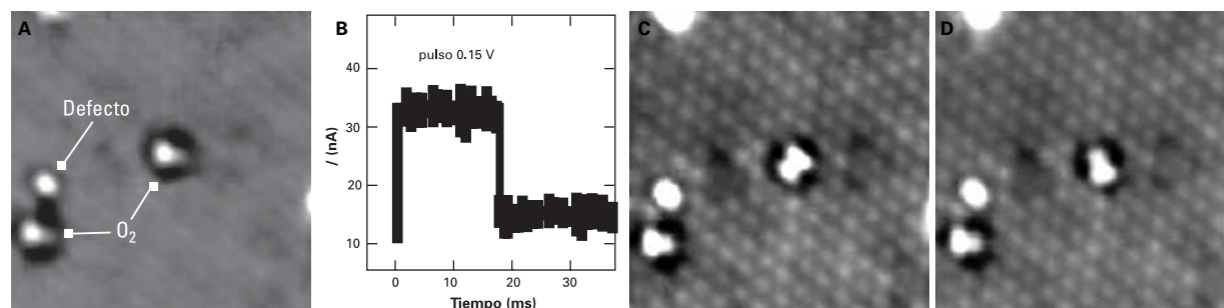 A
Defecto
O₂
B
pulso 0.15 V
I (nA)
40
30
20
10
0 10 20 30
Tiempo (ms)
C
D